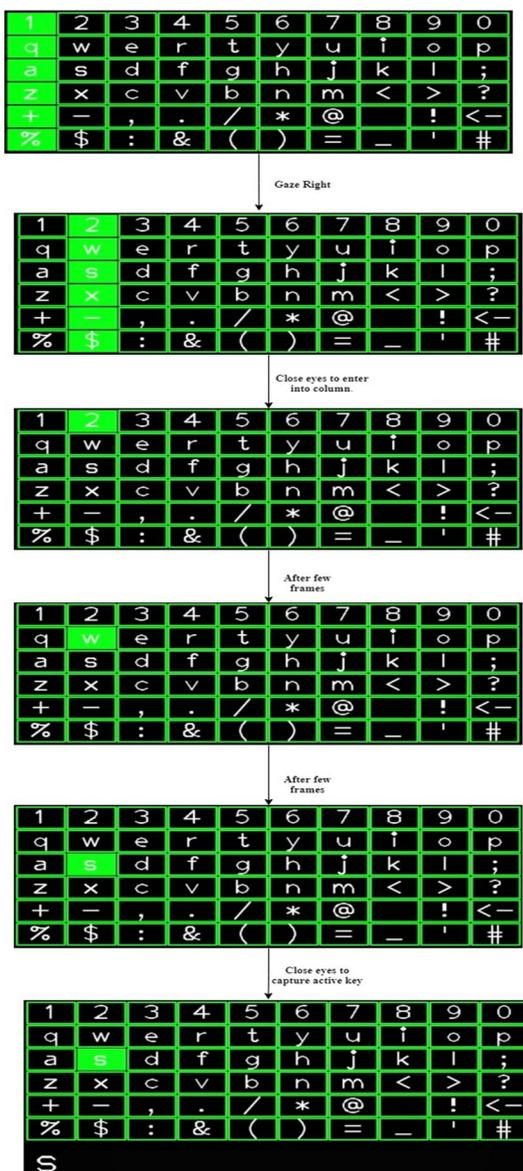 1 2 3 4 5 6 7 8 9 0
q w e r t y u i o p
a s d f g h j k l ;
z x c v b n m < > ?
+ - , . / * @ ! <-
% $ : & ( ) = _ ' #
Gaze Right
1 2 3 4 5 6 7 8 9 0
q w e r t y u i o p
a s d f g h j k l ;
z x c v b n m < > ?
+ - , . / * @ ! <-
% $ : & ( ) = _ ' #
Close eyes to enter
into column.
1 2 3 4 5 6 7 8 9 0
q w e r t y u i o p
a s d f g h j k l ;
z x c v b n m < > ?
+ - , . / * @ ! <-
% $ : & ( ) = _ ' #
After few
frames
1 2 3 4 5 6 7 8 9 0
q w e r t y u i o p
a s d f g h j k l ;
z x c v b n m < > ?
+ - , . / * @ ! <-
% $ : & ( ) = _ ' #
After few
frames
1 2 3 4 5 6 7 8 9 0
q w e r t y u i o p
a s d f g h j k l ;
z x c v b n m < > ?
+ - , . / * @ ! <-
% $ : & ( ) = _ ' #
Close eyes to
capture active key
1 2 3 4 5 6 7 8 9 0
q w e r t y u i o p
a s d f g h j k l ;
z x c v b n m < > ?
+ - , . / * @ ! <-
% $ : & ( ) = _ ' #
s